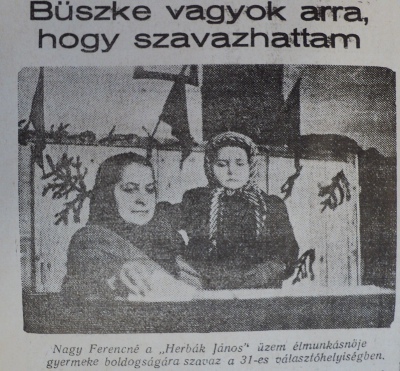 Büszke vagyok arra,
hogy szavazhattam
Nagy Ferencné a „Herbák János" üzem élmunkásnője
gyermeke boldogságára szavaz a 31-es választóhelyiségben.